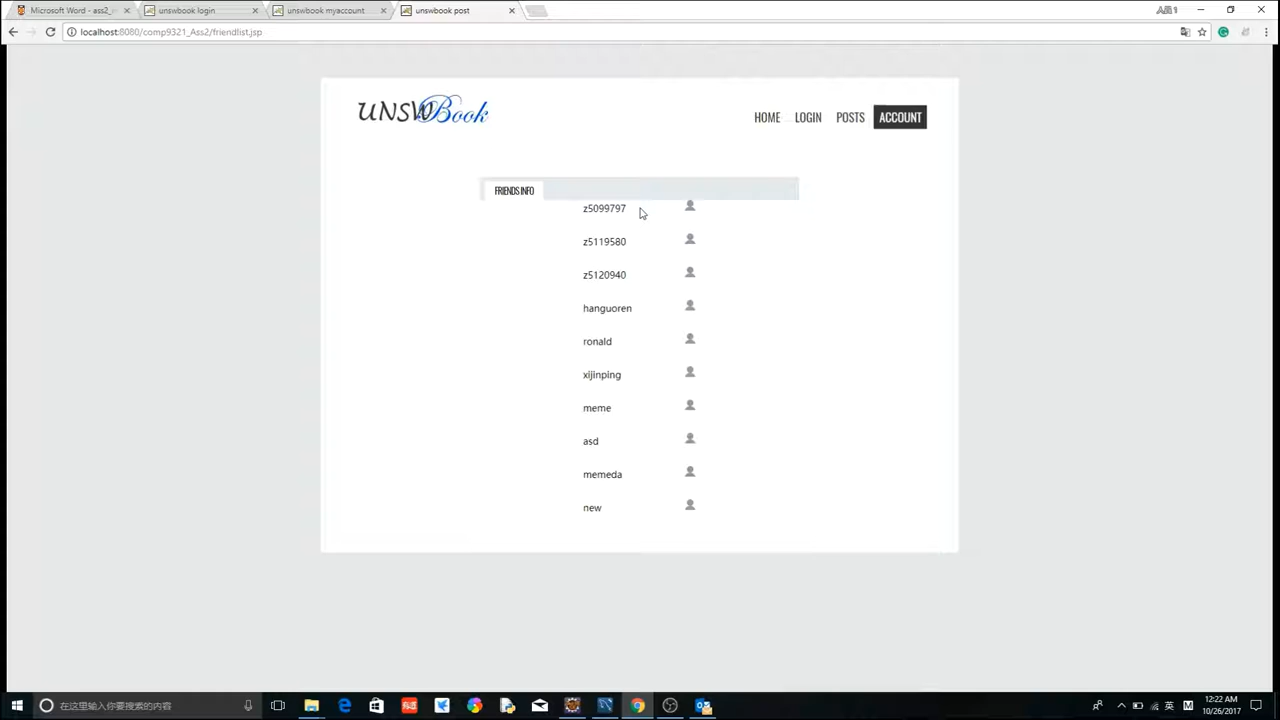 Microsoft Word - ass2_
unswbook login
unswbook myaccount
unswbook post
localhost:8080/comp9321_Ass2/friendlist.jsp
UNSWBook
HOME
LOGIN
POSTS
ACCOUNT
FRIENDS INFO
z5099797
z5119580
z5120940
hanguoren
ronald
xijinping
meme
asd
memeda
new
在这里输入你要搜索的内容
英
M
12:22 AM
10/26/2017